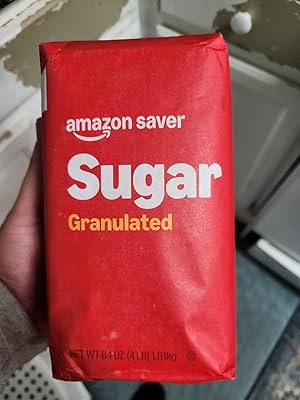 amazon saver
Sugar
Granulated
NET WT 64 OZ (4 LB) 1.81kg